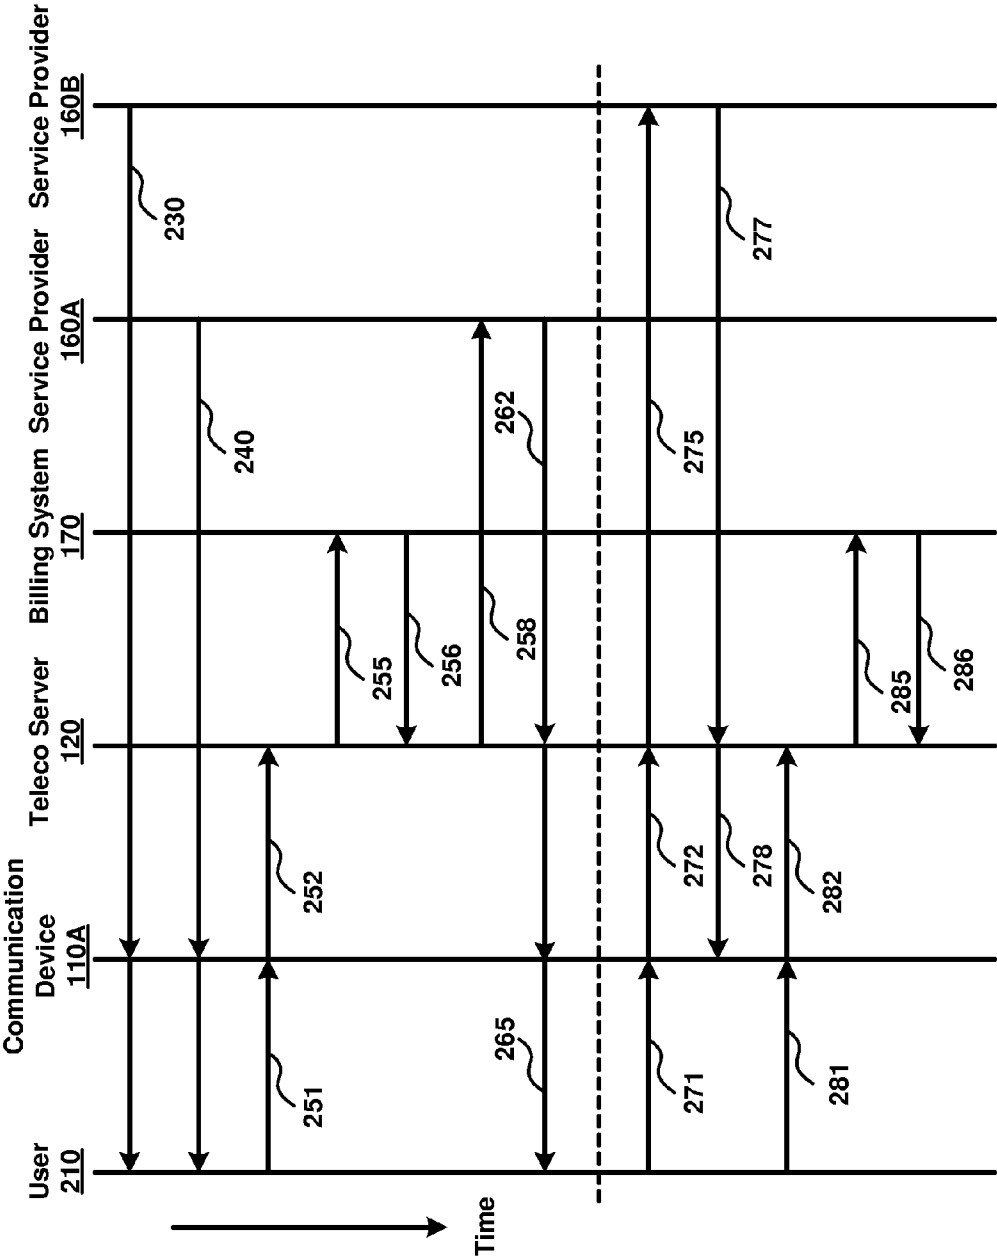 User
210
Communication
Device
110A
Teleco Server
120
Billing System
170
Service Provider
160A
Service Provider
160B
Time
230
240
251
252
255
256
258
262
265
271
272
275
277
278
281
282
285
286